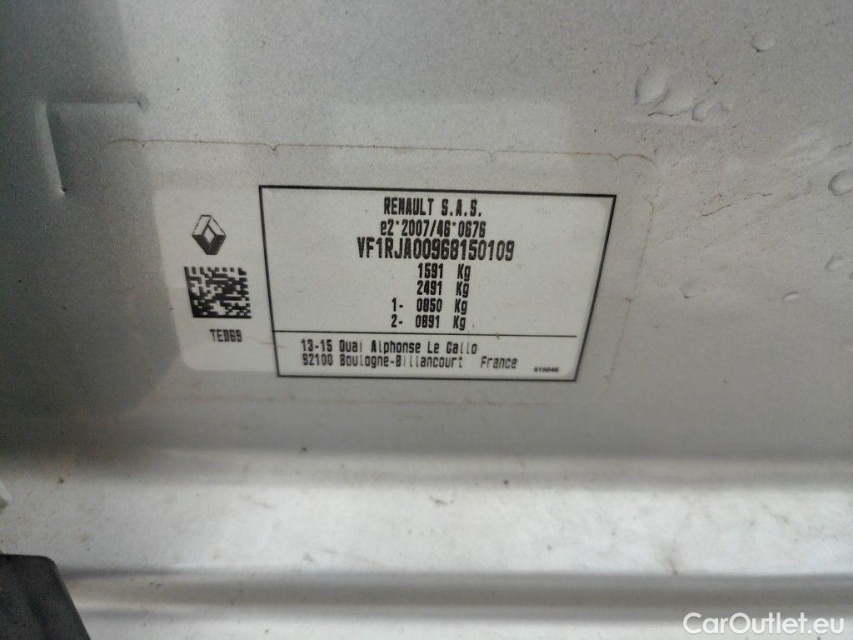 RENAULT S.A.S.
e2*2007/46*0676
VF1RJA00968150109
1591 Kg
2491 Kg
1- 0850 Kg
2- 0891 Kg
TED69
13-15 Quai Alphonse Le Gallo
92100 Boulogne-Billancourt France
CarOutlet.eu